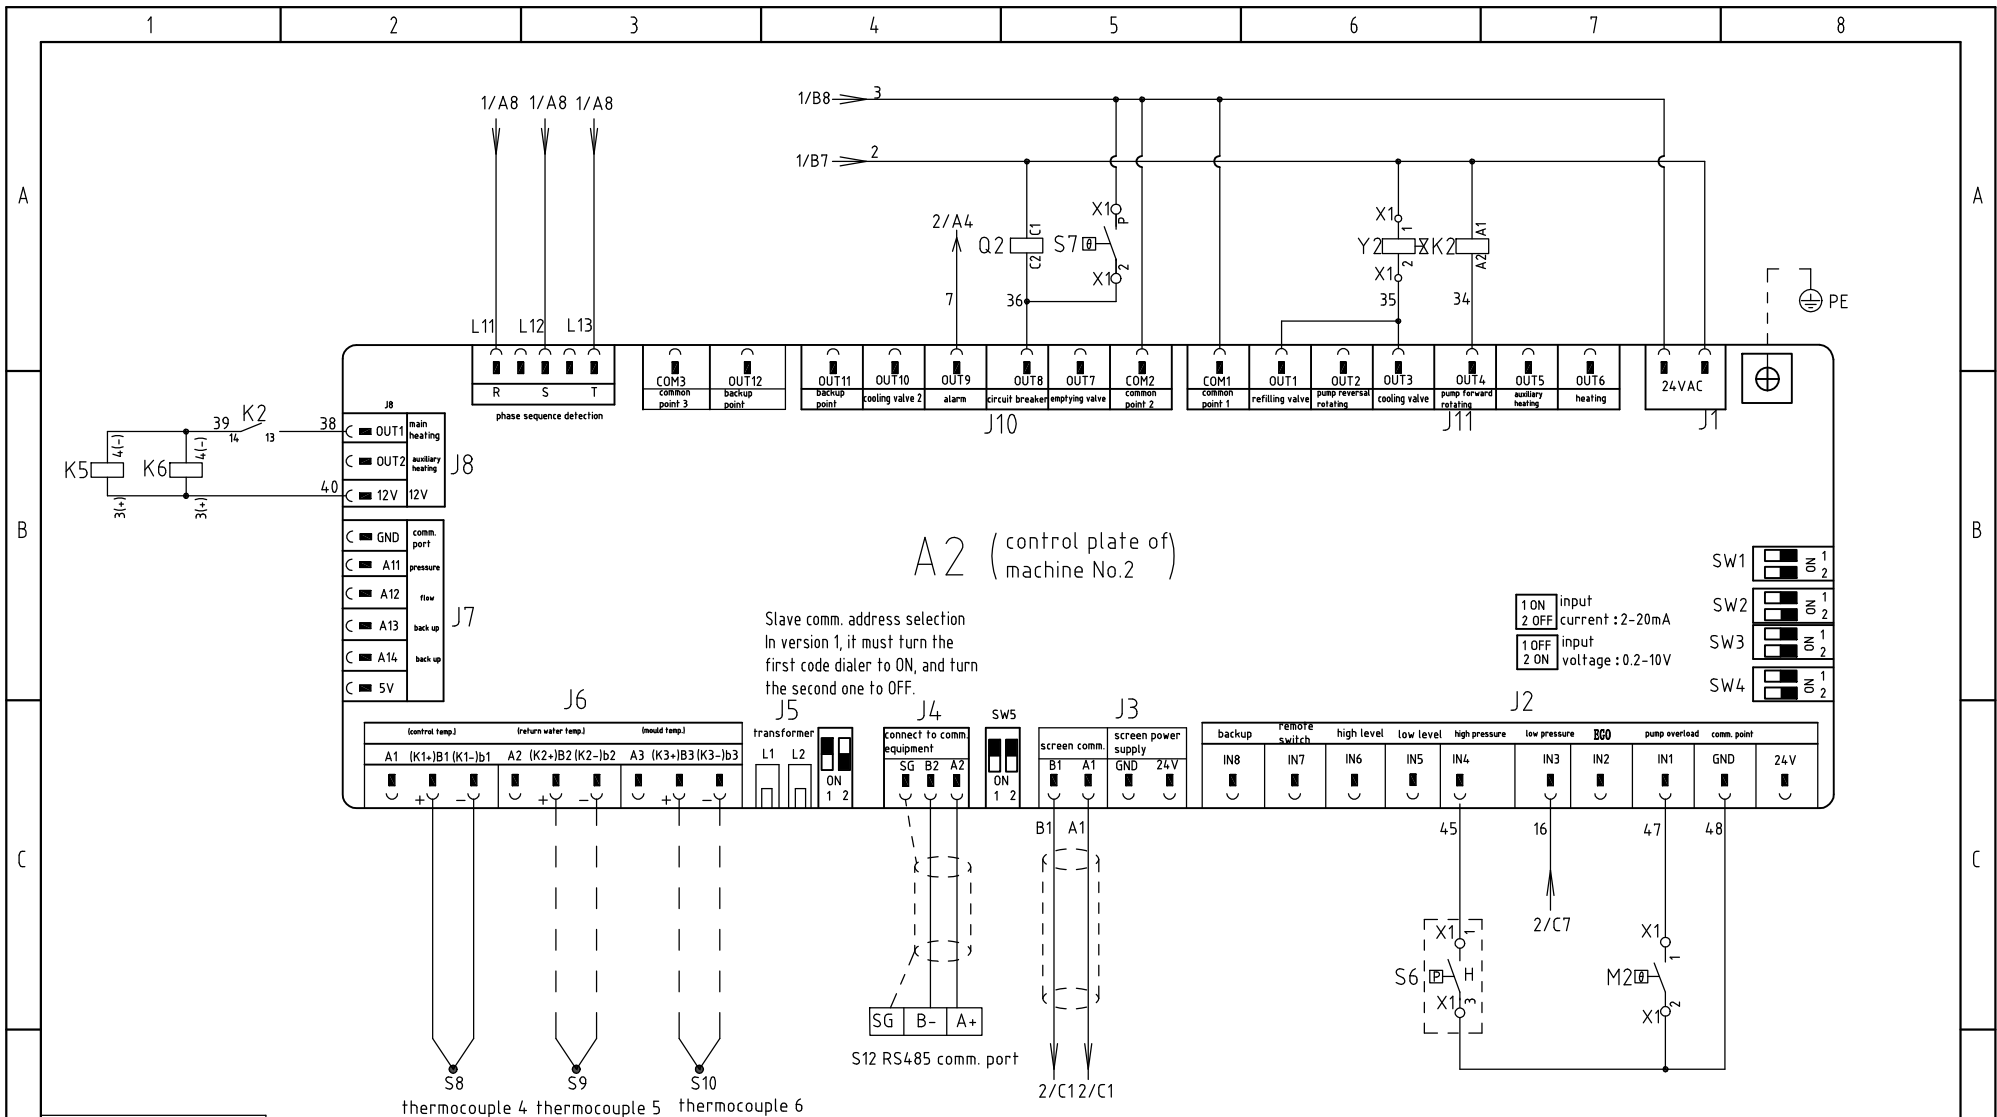 1 2 3 4 5 6 7 8
A A
B B
C C
1/A8 1/A8 1/A8
1/B8 3
1/B7 2
2/A4
7
Q2 C1 C2
36
S7 θ
X1 P
X1 2
Y2
X1 1
X1 2
35
K2 A1 A2
34
PE
L11 L12 L13
R S T
phase sequence detection
COM3 OUT12
common point 3
backup point
OUT11 OUT10 OUT9 OUT8 OUT7 COM2
backup point
cooling valve 2
alarm
circuit breaker
emptying valve
common point 2
J10
COM1 OUT1 OUT2 OUT3 OUT4 OUT5 OUT6
common point 1
refilling valve
pump reversal rotating
cooling valve
pump forward rotating
auxiliary heating
heating
J11
24VAC
J1
39 K2 38
14 13
K5 4(-) 3(+)
K6 4(-) 3(+)
40
J8
OUT1 main heating
OUT2 auxiliary heating
12V 12V
J8
GND comm. port
A11 pressure
A12 flow
A13 back up
A14 back up
5V
J7
A2 (control plate of
machine No.2)
Slave comm. address selection
In version 1, it must turn the
first code dialer to ON, and turn
the second one to OFF.
1 ON
2 OFF
input
current : 2-20mA
1 OFF
2 ON
input
voltage : 0.2-10V
SW1 ON 1 2
SW2 ON 1 2
SW3 ON 1 2
SW4 ON 1 2
J6
(control temp.) (return water temp.) (mould temp.)
A1 (K1+)B1 (K1-)b1 A2 (K2+)B2 (K2-)b2 A3 (K3+)B3 (K3-)b3
+ - + - + -
J5
transformer
L1 L2
ON
1 2
J4
connect to comm.
equipment
SG B2 A2
SW5
ON
1 2
J3
screen comm.
screen power
supply
B1 A1 GND 24V
J2
backup
remote
switch
high level
low level
high pressure
low pressure
EGO
pump overload
comm. point
IN8 IN7 IN6 IN5 IN4 IN3 IN2 IN1 GND 24V
B1 A1
45 16 47 48
2/C7
S6 P H
X1 1
X1 3
M2 θ
X1 1
X1 2
SG B- A+
S12 RS485 comm. port
2/C1 2/C1
S8 S9 S10
thermocouple 4 thermocouple 5 thermocouple 6